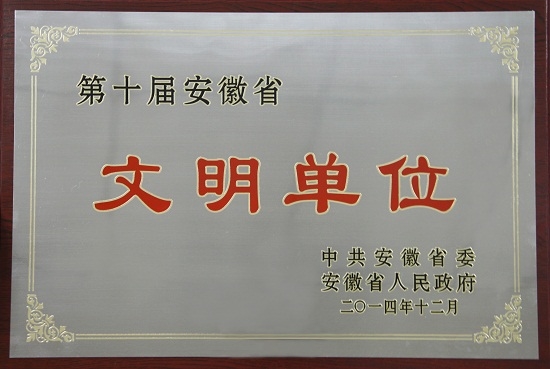 第十届安徽省
文明单位
中共安徽省委
安徽省人民政府
二〇一四年十二月